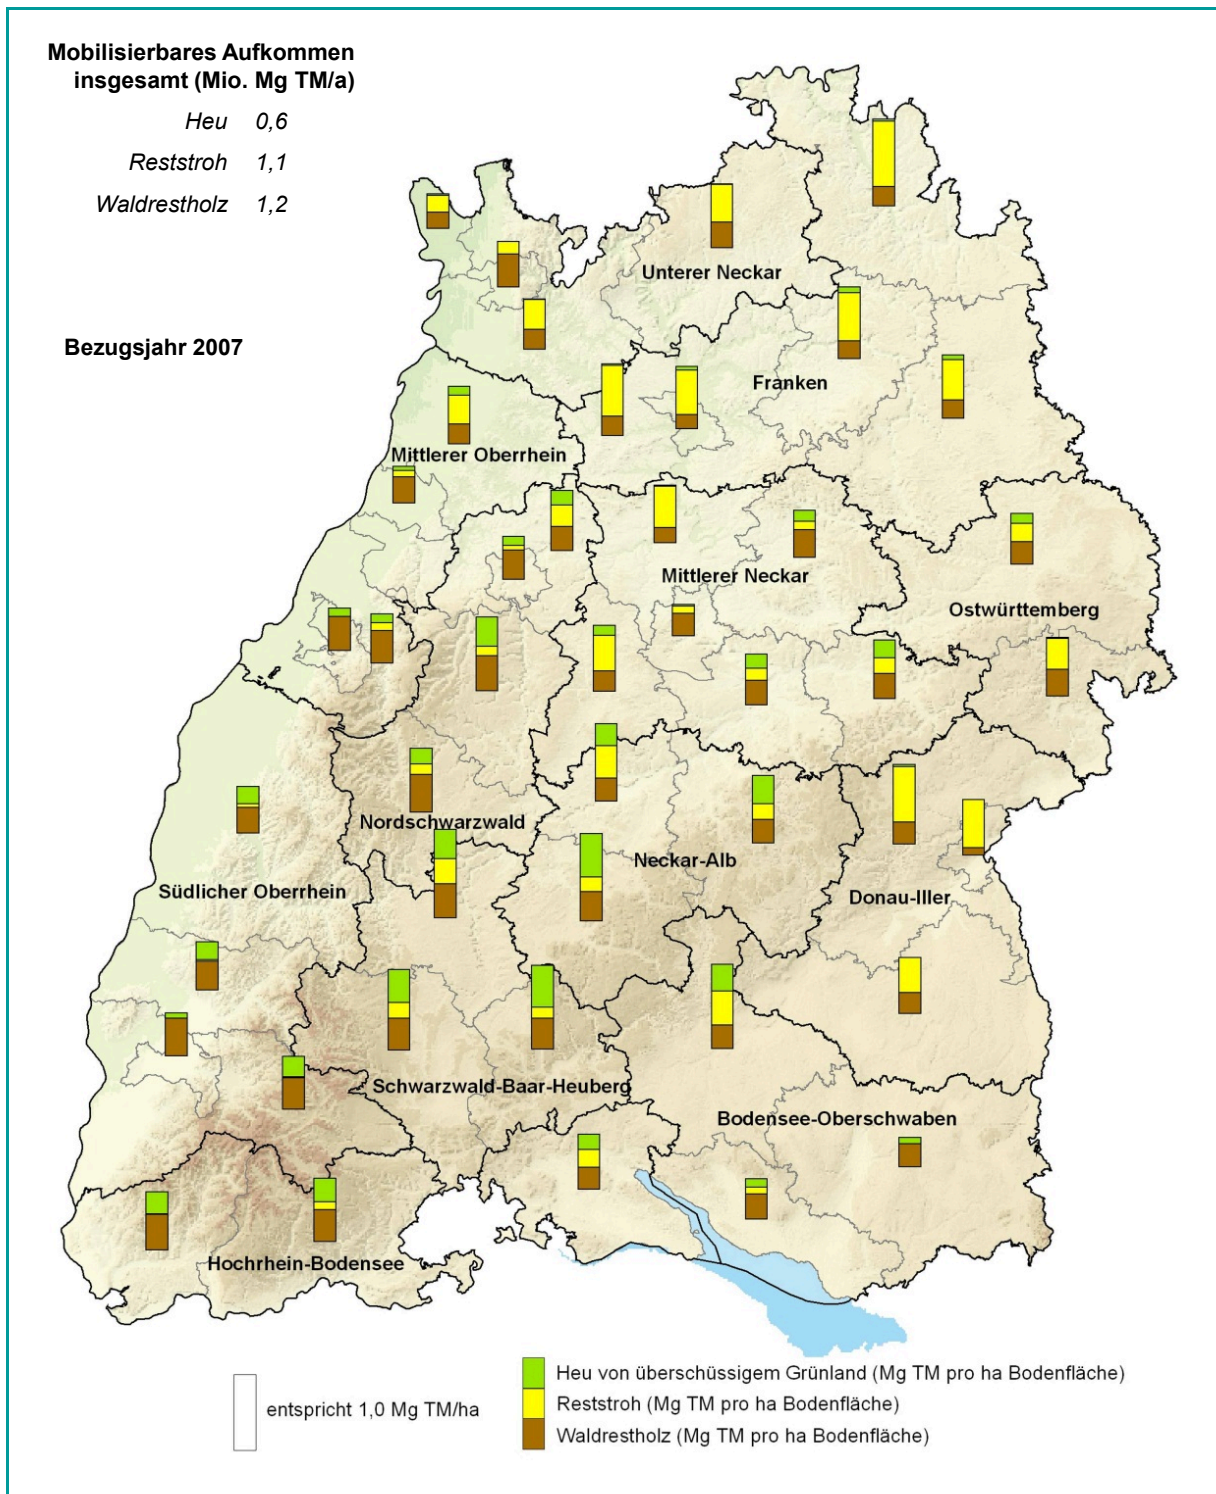 Mobilisierbares Aufkommen
insgesamt (Mio. Mg TM/a)
Heu 0,6
Reststroh 1,1
Waldrestholz 1,2
Bezugsjahr 2007
Unterer Neckar
Franken
Mittlerer Oberrhein
Mittlerer Neckar
Ostwürttemberg
Nordschwarzwald
Neckar-Alb
Südlicher Oberrhein
Donau-Iller
Schwarzwald-Baar-Heuberg
Bodensee-Oberschwaben
Hochrhein-Bodensee
entspricht 1,0 Mg TM/ha
Heu von überschüssigem Grünland (Mg TM pro ha Bodenfläche)
Reststroh (Mg TM pro ha Bodenfläche)
Waldrestholz (Mg TM pro ha Bodenfläche)